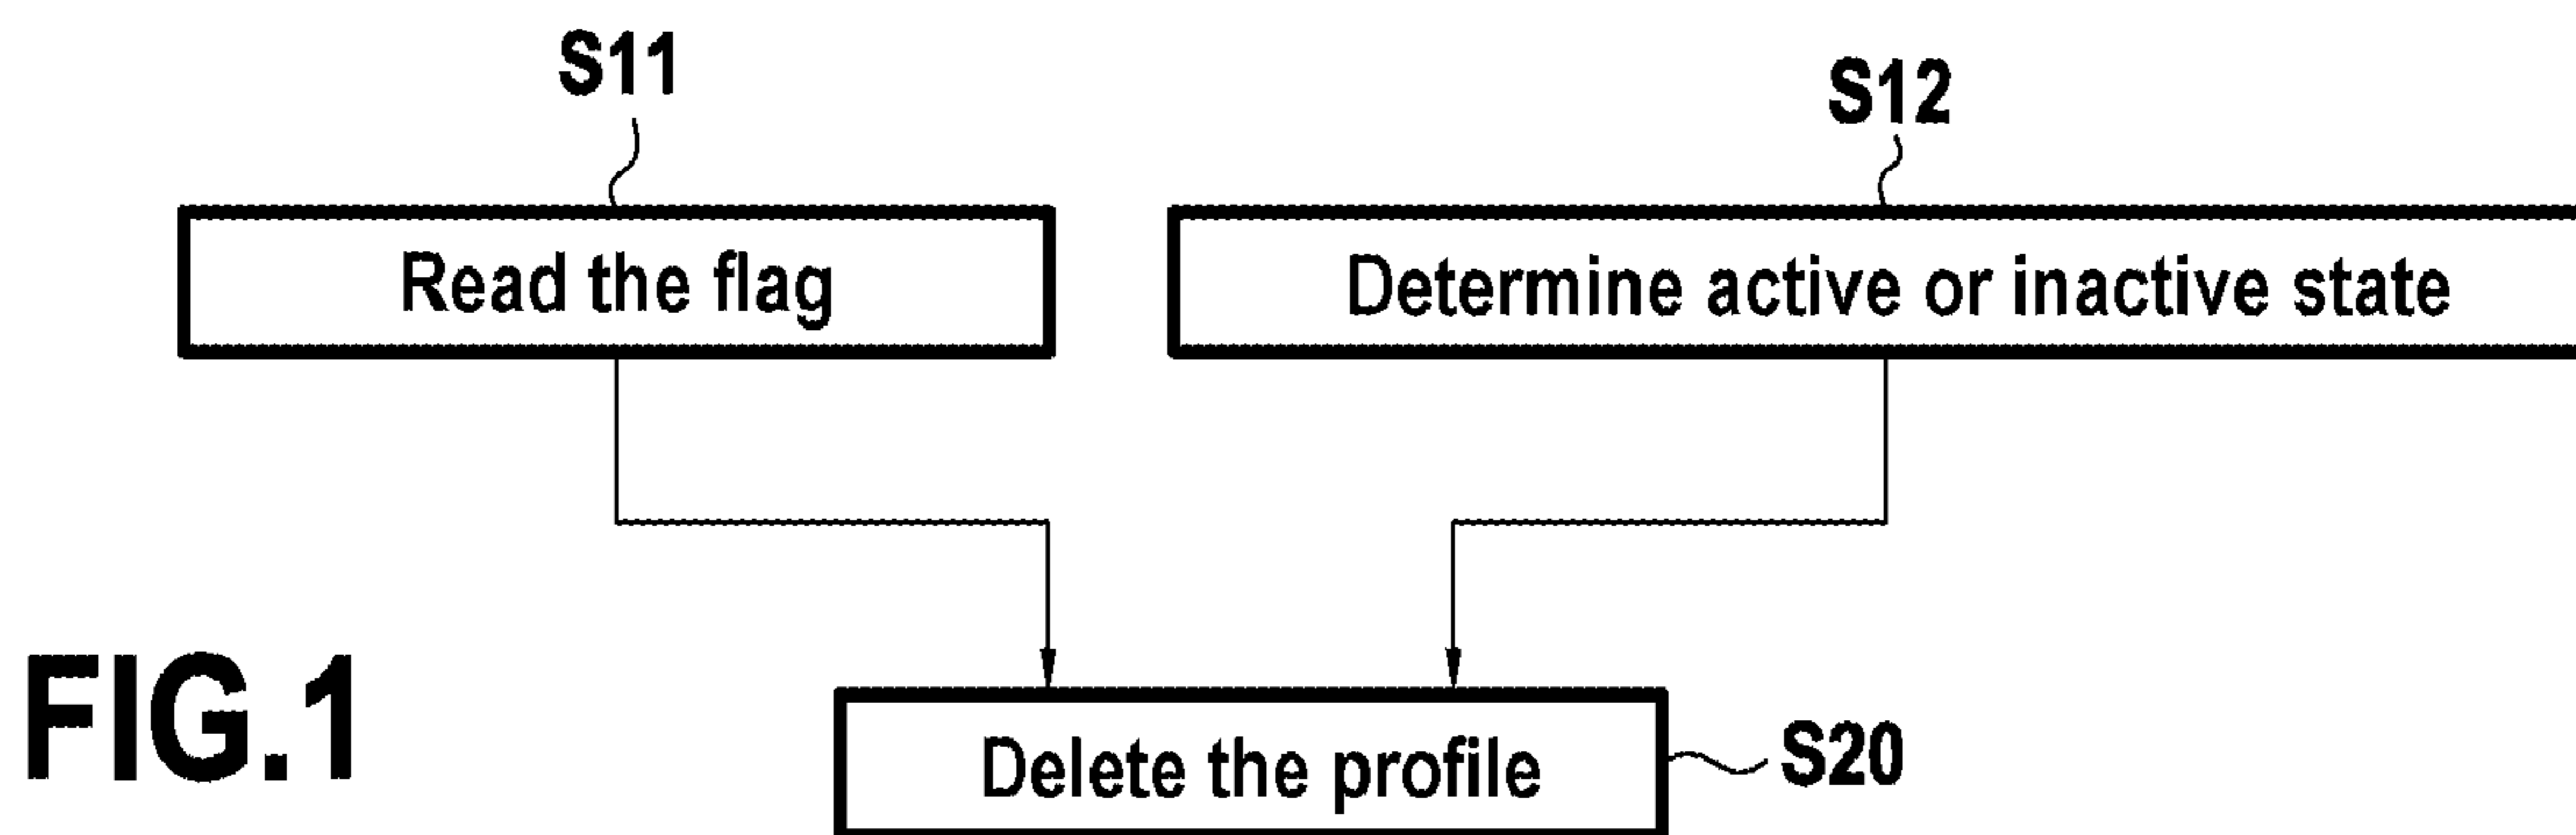 S11
S12
Read the flag
Determine active or inactive state
FIG.1
Delete the profile
S20